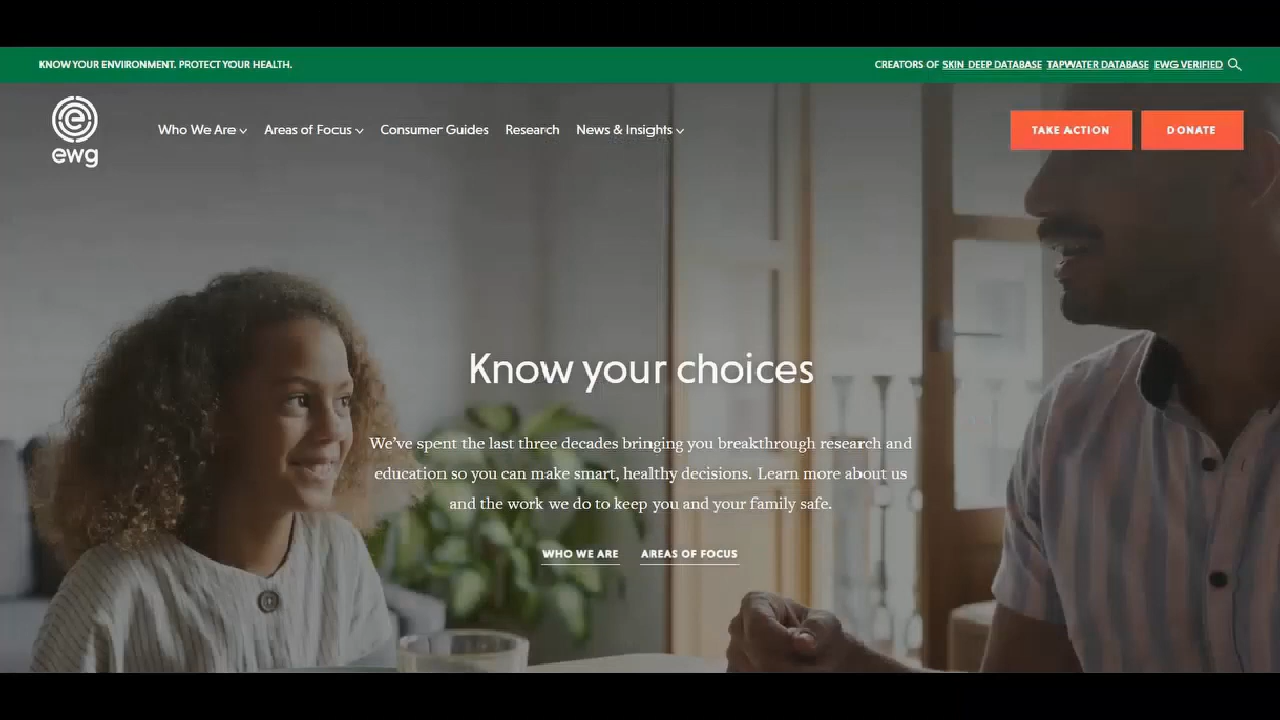 KNOW YOUR ENVIIRONMENT. PROTECT YOUR HEALTH.
CREATORS OF SKIN DEEP DATABASE TAPWATER DATABASE EWG VERIFIED
ewg
Who We Are Areas of Focus Consumer Guides Research News & Insights
TAKE ACTION DONATE
Know your choices
We've spent the last three decades bringing you breakthrough research and
education so you can make smart, healthy decisions. Learn more about us
and the work we do to keep you and your family safe.
WHO WE ARE AREAS OF FOCUS